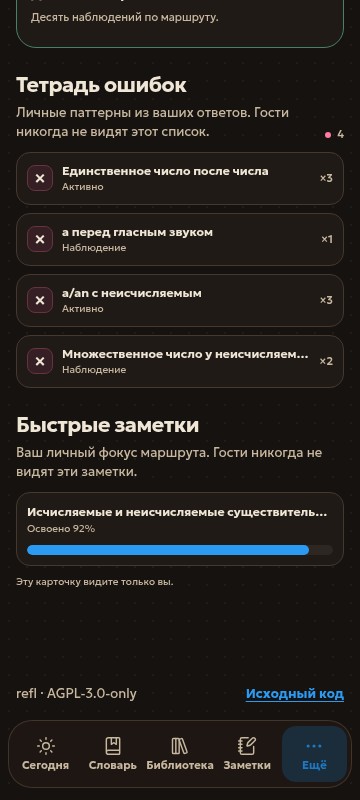 Десять наблюдений по маршруту.
Тетрадь ошибок
Личные паттерны из ваших ответов. Гости
никогда не видят этот список.
4
Единственное число после числа
×3
Активно
a перед гласным звуком
×1
Наблюдение
a/an с неисчисляемым
×3
Активно
Множественное число у неисчисляем...
×2
Наблюдение
Быстрые заметки
Ваш личный фокус маршрута. Гости никогда не
видят эти заметки.
Исчисляемые и неисчисляемые существитель...
Освоено 92%
Эту карточку видите только вы.
refl · AGPL-3.0-only
Исходный код
Сегодня
Словарь
Библиотека
Заметки
Ещё